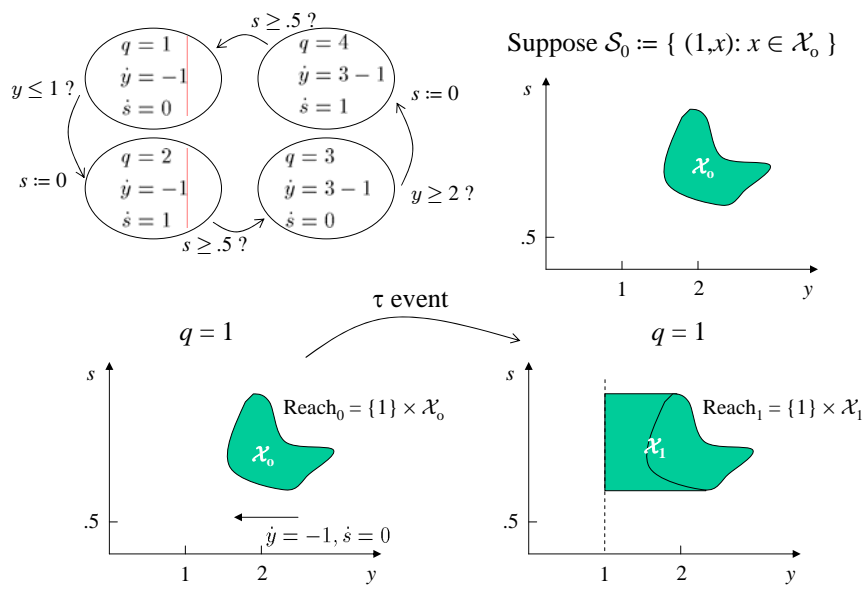 s ≥ .5 ?
q = 1
ẏ = −1
ṡ = 0
q = 4
ẏ = 3 − 1
ṡ = 1
y ≤ 1 ?
s := 0
q = 2
ẏ = −1
ṡ = 1
q = 3
ẏ = 3 − 1
ṡ = 0
s := 0
y ≥ 2 ?
s ≥ .5 ?
Suppose 𝒮₀ := { (1,x): x ∈ 𝒳ₒ }
s
𝒳ₒ
.5
1
2
y
τ event
q = 1
s
Reach₀ = {1} × 𝒳ₒ
𝒳ₒ
.5
ẏ = −1, ṡ = 0
1
2
y
q = 1
s
Reach₁ = {1} × 𝒳₁
𝒳₁
.5
1
2
y